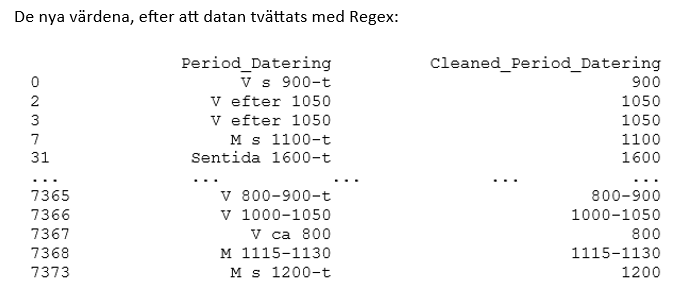 De nya värdena, efter att datan tvättats med Regex:
Period_Datering Cleaned_Period_Datering
0 V s 900-t 900
2 V efter 1050 1050
3 V efter 1050 1050
7 M s 1100-t 1100
31 Sentida 1600-t 1600
... ... ... ... ...
7365 V 800-900-t 800-900
7366 V 1000-1050 1000-1050
7367 V ca 800 800
7368 M 1115-1130 1115-1130
7373 M s 1200-t 1200